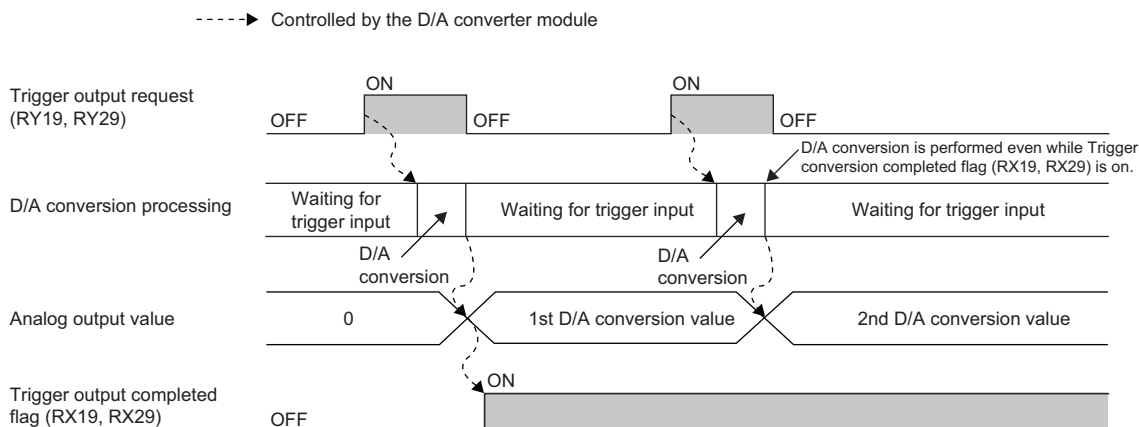 Controlled by the D/A converter module
ON
ON
Trigger output request
(RY19, RY29)
OFF
OFF
OFF
D/A conversion is performed even while Trigger
conversion completed flag (RX19, RX29) is on.
D/A conversion processing
Waiting for
trigger input
Waiting for trigger input
Waiting for trigger input
D/A
conversion
D/A
conversion
Analog output value
0
1st D/A conversion value
2nd D/A conversion value
Trigger output completed
flag (RX19, RX29)
ON
OFF